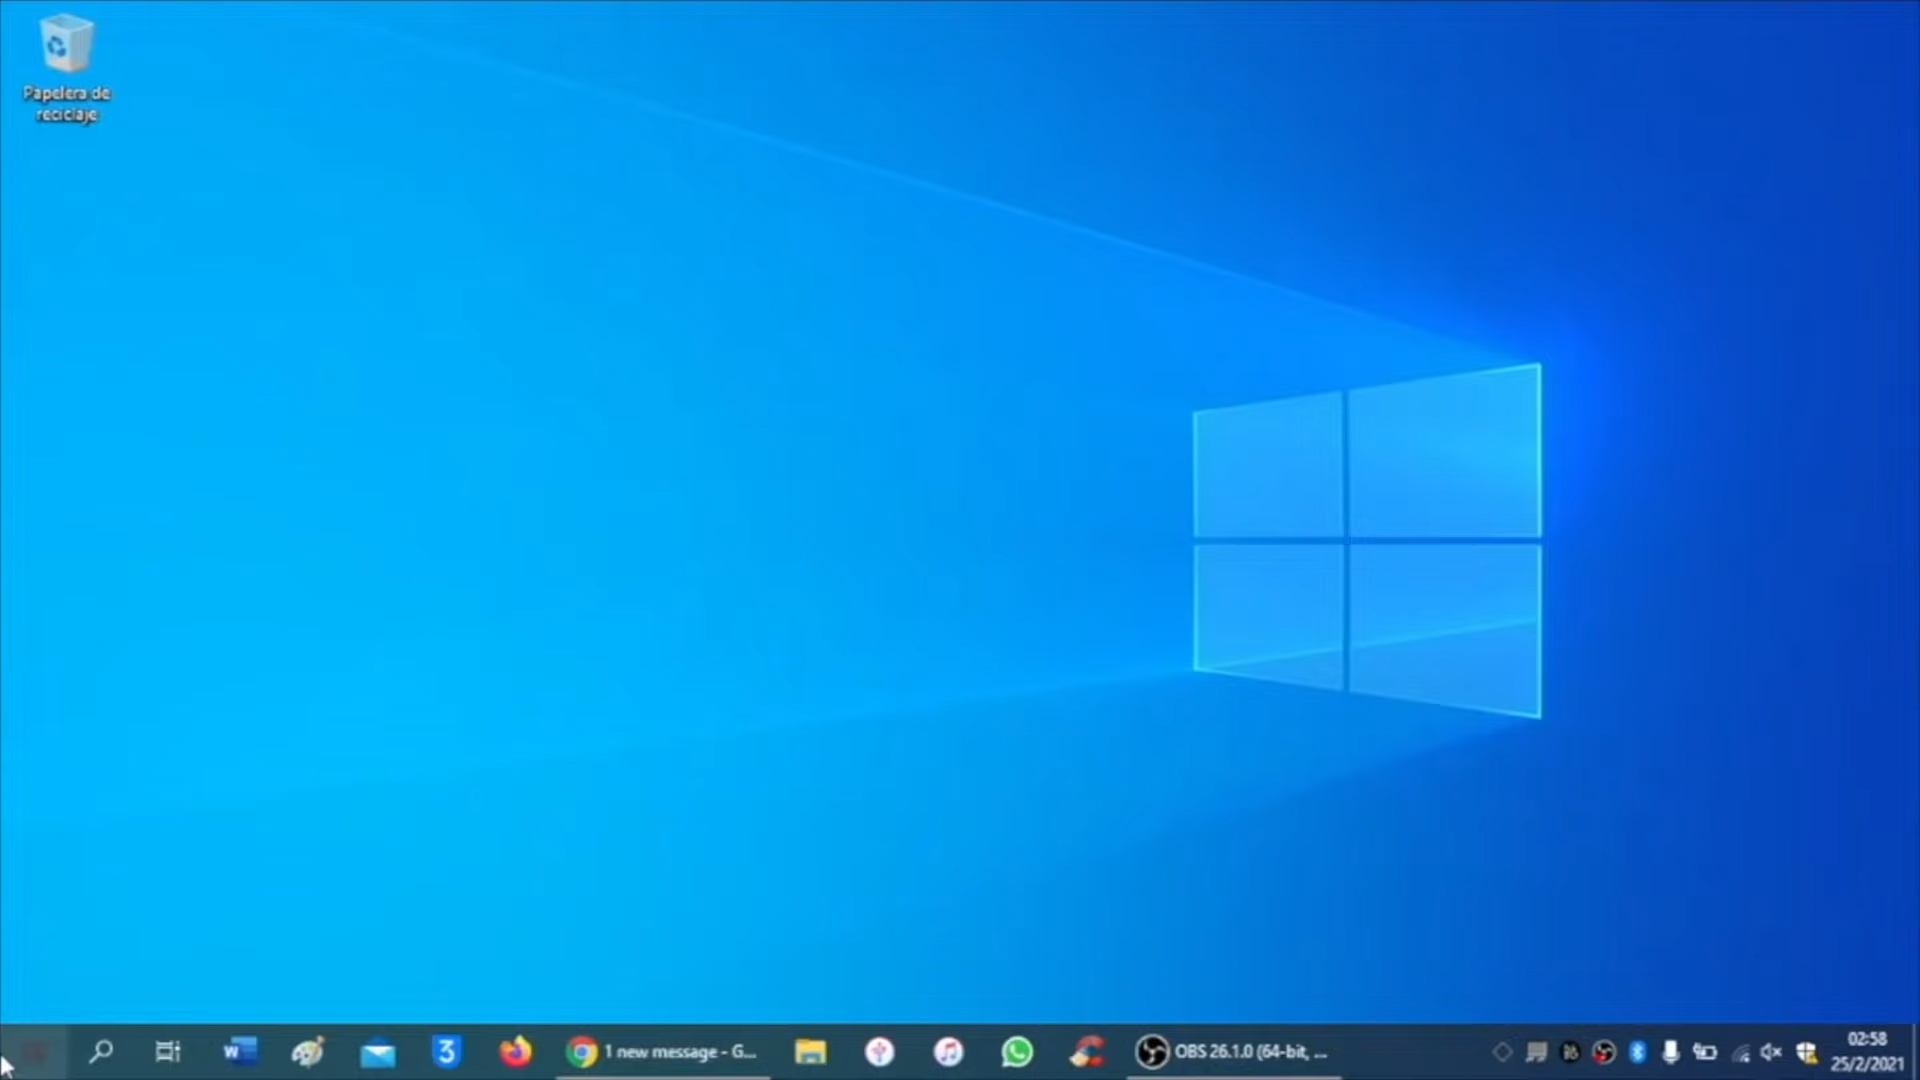 Papelera de
reciclaje
1 new message - G...
OBS 26.1.0 (64-bit, ...
02:58
25/2/2021